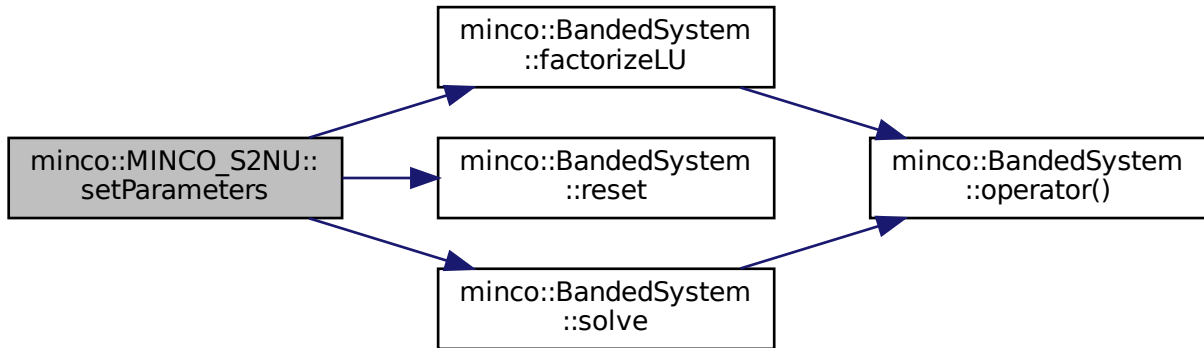 minco::MINCO_S2NU::
setParameters
minco::BandedSystem
::factorizeLU
minco::BandedSystem
::reset
minco::BandedSystem
::solve
minco::BandedSystem
::operator()